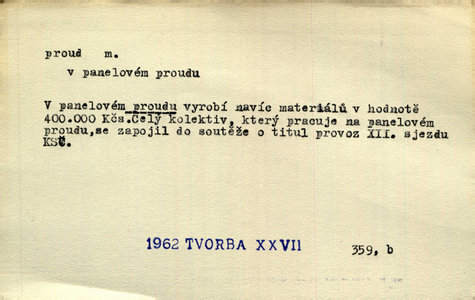 proud m.
v panelovém proudu
V panelovém proudu vyrobí navíc materiálů v hodnotě
400.000 Kčs.Celý kolektiv, který pracuje na panelovém
proudu,se zapojil do soutěže o titul provoz XII. sjezdu
KSČ.
1962 TVORBA XXVII
359, b